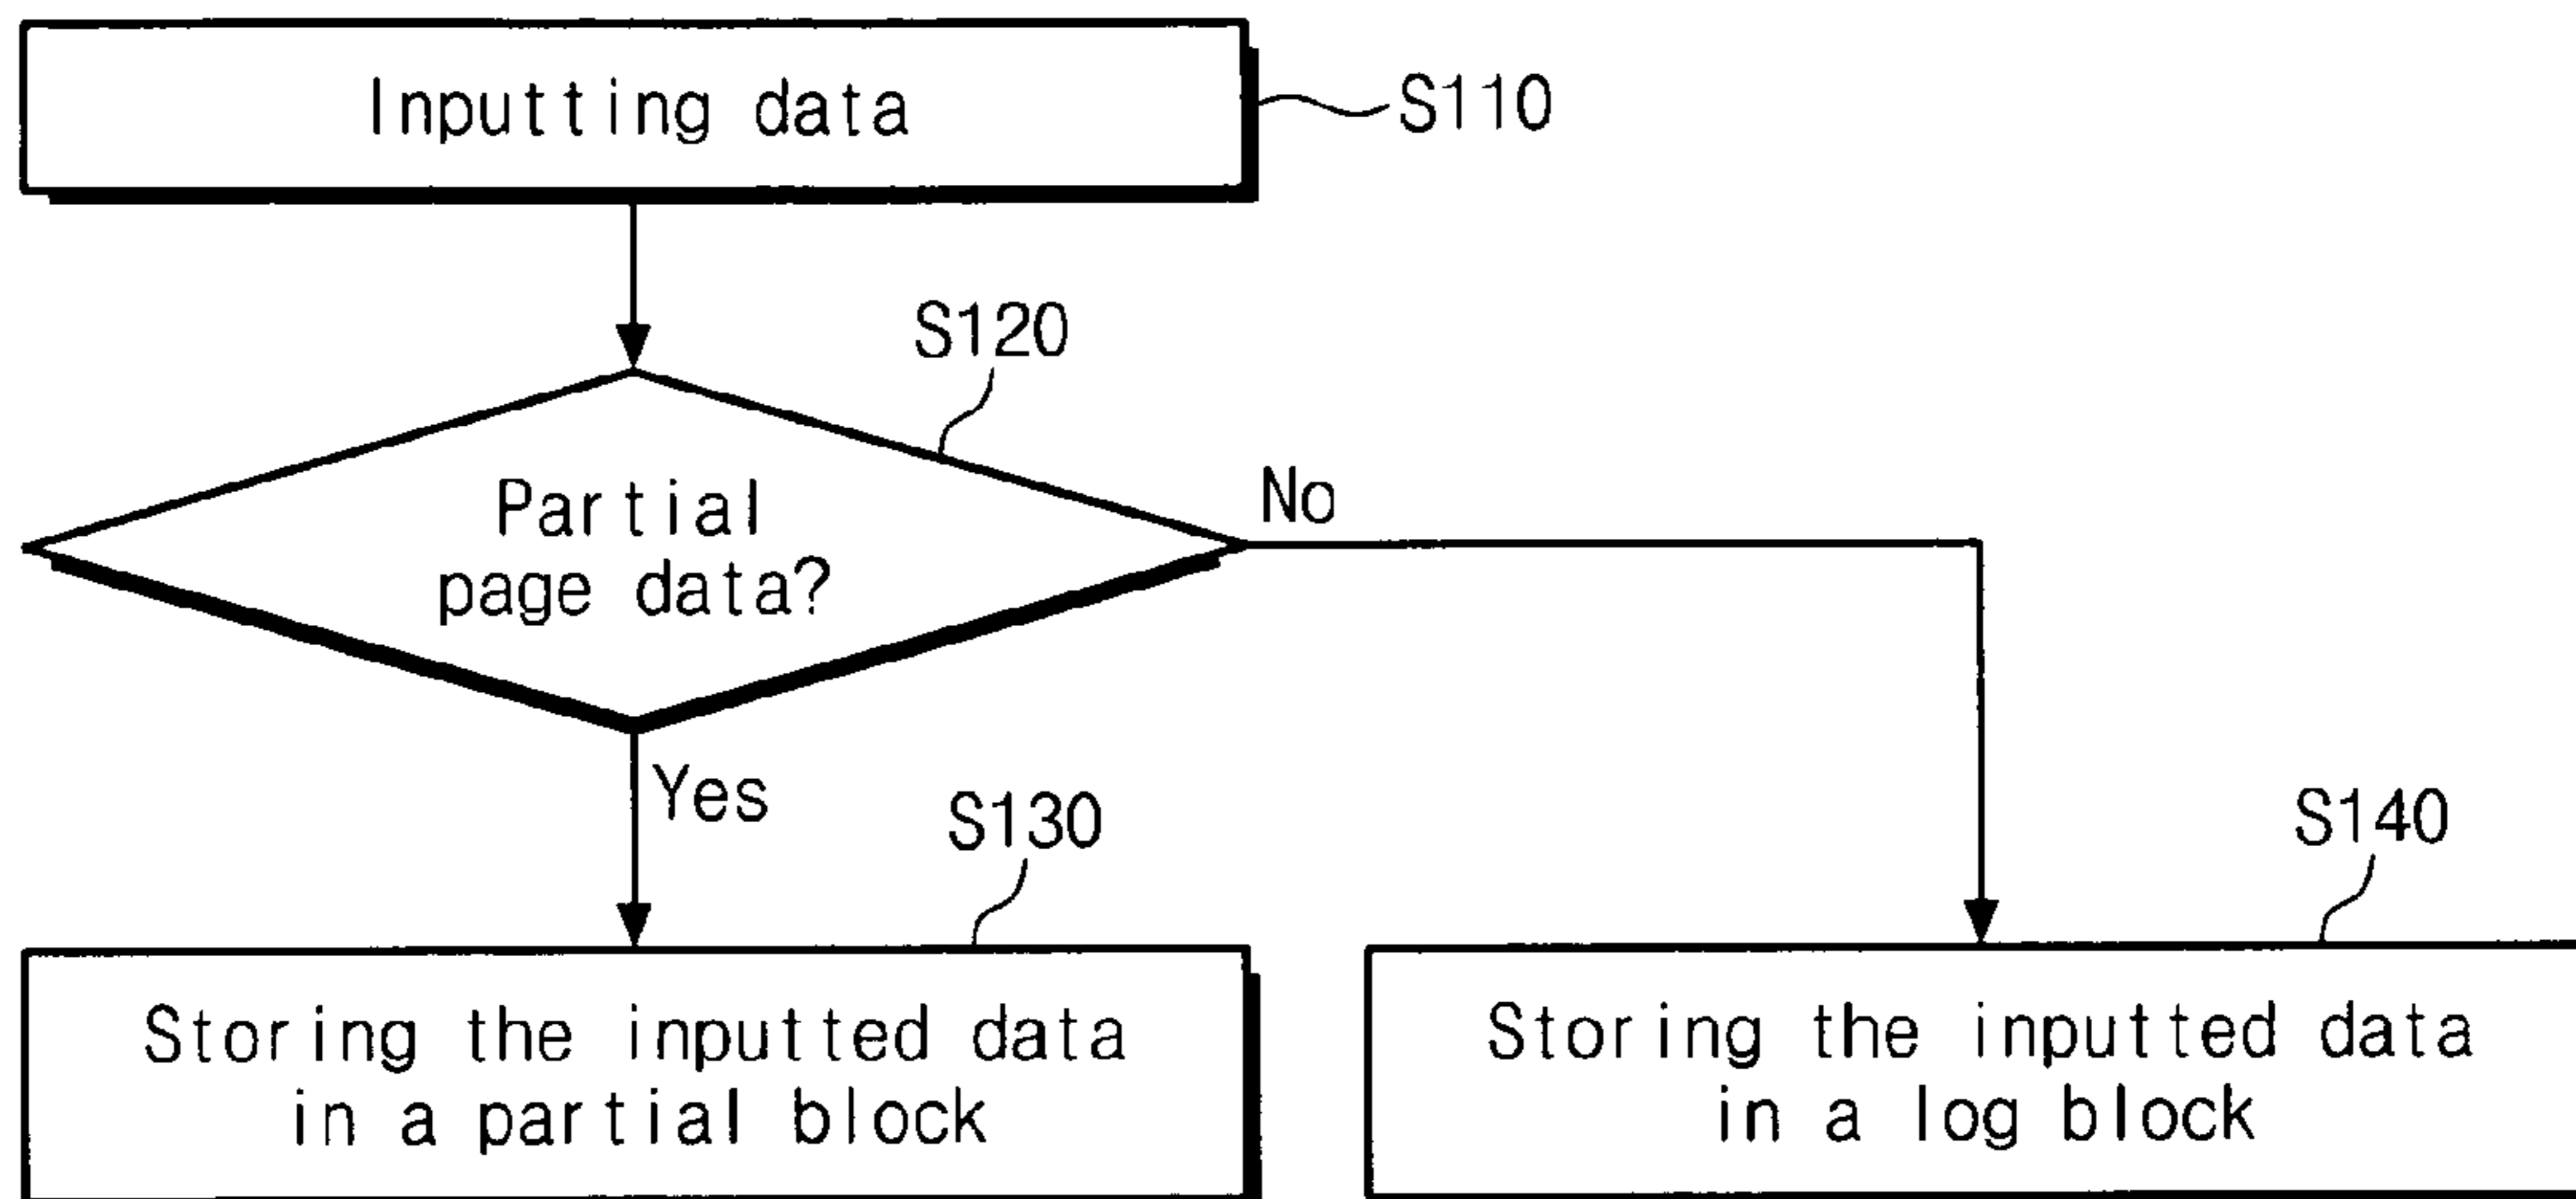 Inputting data
S110
S120
Partial
page data?
No
Yes
S130
S140
Storing the inputted data
in a partial block
Storing the inputted data
in a log block